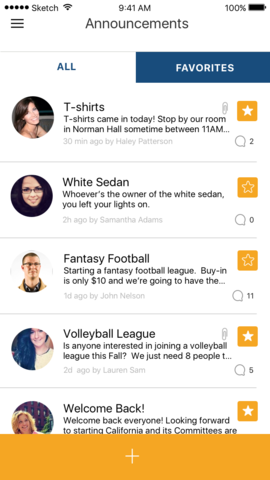 Sketch 9:41 AM 100%
Announcements
ALL FAVORITES
T-shirts
T-shirts came in today! Stop by our room
in Norman Hall sometime between 11AM...
30 min ago by Haley Patterson 2
White Sedan
Whoever's the owner of the white sedan,
you left your lights on.
2h ago by Samantha Adams 0
Fantasy Football
Starting a fantasy football league. Buy-in
is only $10 and we're going to have the...
1d ago by John Nelson 11
Volleyball League
Is anyone interested in joining a volleyball
league this Fall? We just need 8 people t...
2d ago by Lauren Sam 5
Welcome Back!
Welcome back everyone! Looking forward
to starting California and its Committees are